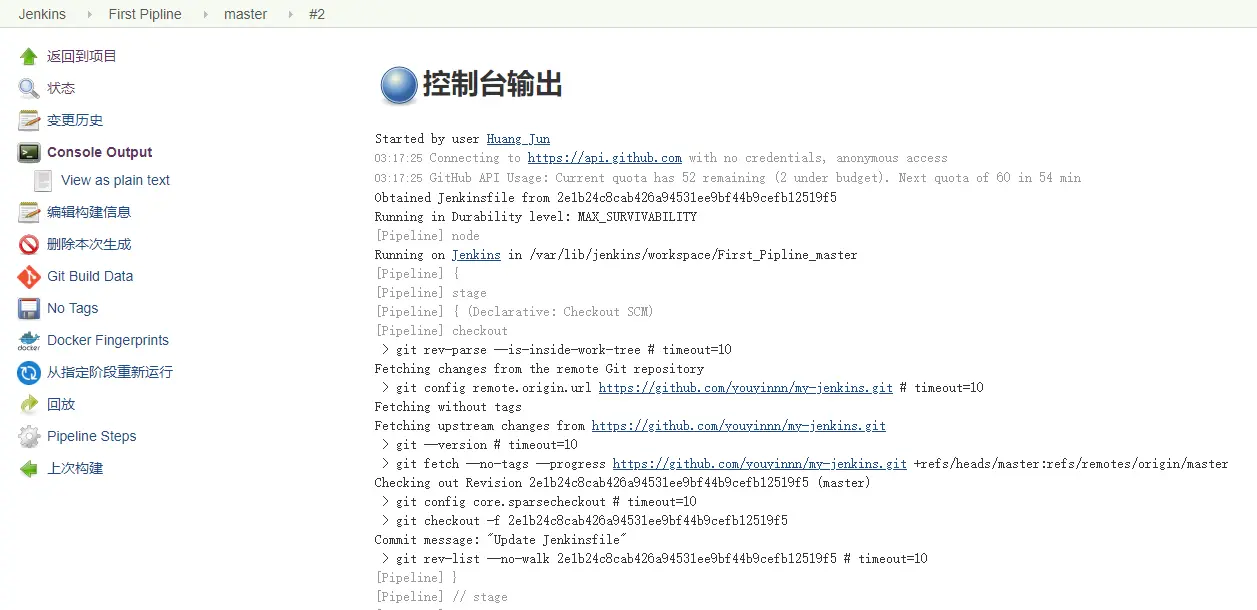 Jenkins First Pipline master #2
返回到项目
状态
变更历史
Console Output
View as plain text
编辑构建信息
删除本次生成
Git Build Data
No Tags
Docker Fingerprints
从指定阶段重新运行
回放
Pipeline Steps
上次构建
控制台输出
Started by user Huang Jun
03:17:25 Connecting to https://api.github.com with no credentials, anonymous access
03:17:25 GitHub API Usage: Current quota has 52 remaining (2 under budget). Next quota of 60 in 54 min
Obtained Jenkinsfile from 2e1b24c8cab426a94531ee9bf44b9cefb12519f5
Running in Durability level: MAX_SURVIVABILITY
[Pipeline] node
Running on Jenkins in /var/lib/jenkins/workspace/First_Pipline_master
[Pipeline] {
[Pipeline] stage
[Pipeline] { (Declarative: Checkout SCM)
[Pipeline] checkout
> git rev-parse --is-inside-work-tree # timeout=10
Fetching changes from the remote Git repository
> git config remote.origin.url https://github.com/youyinnn/my-jenkins.git # timeout=10
Fetching without tags
Fetching upstream changes from https://github.com/youyinnn/my-jenkins.git
> git --version # timeout=10
> git fetch --no-tags --progress https://github.com/youyinnn/my-jenkins.git +refs/heads/master:refs/remotes/origin/master
Checking out Revision 2e1b24c8cab426a94531ee9bf44b9cefb12519f5 (master)
> git config core.sparsecheckout # timeout=10
> git checkout -f 2e1b24c8cab426a94531ee9bf44b9cefb12519f5
Commit message: "Update Jenkinsfile"
> git rev-list --no-walk 2e1b24c8cab426a94531ee9bf44b9cefb12519f5 # timeout=10
[Pipeline] }
[Pipeline] // stage